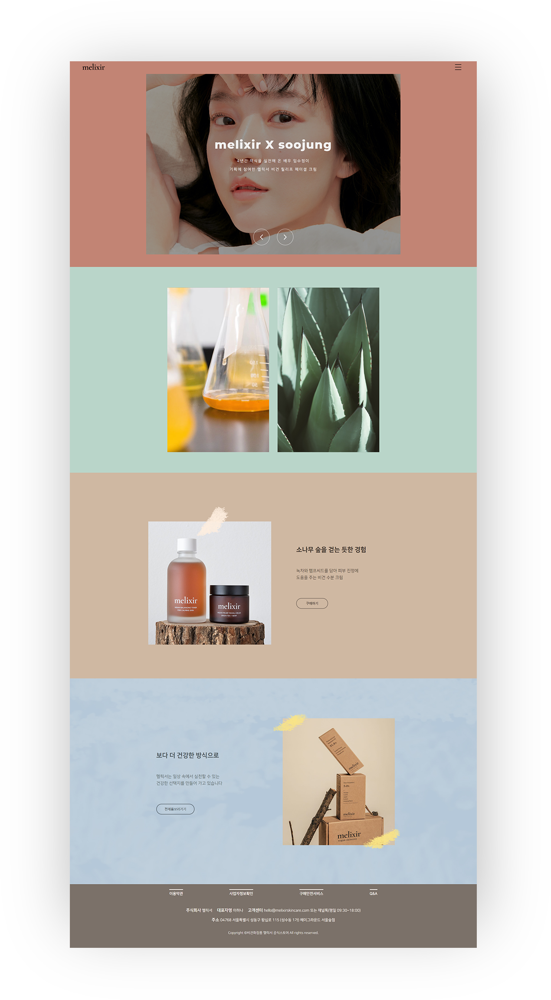 melixir
melixir X soojung
4년간 채식을 실천해 온 배우 임수정이
기획에 참여한 멜릭서 비건 릴리프 페이셜 크림
150
100
50
소나무 숲을 걷는 듯한 경험
녹차와 햄프씨드를 담아 피부 진정에
도움을 주는 비건 수분 크림
구매하기
melixir
VEGAN BALANCING TONER
FOR CALMING SKIN
melixir
VEGAN RELIEF FACIAL CREAM
GREEN TEA + HEMP
보다 더 건강한 방식으로
멜릭서는 일상 속에서 실천할 수 있는
건강한 선택지를 만들어 가고 있습니다
전제품보러가기
91.8%
melixir
5.0%
melixir
melixir
vegan skincare
이용약관 사업자정보확인 구매안전서비스 Q&A
주식회사 멜릭서 대표자명 이하나 고객센터 hello@melixirskincare.com 또는 채널톡(평일 09:30~18:00)
주소 04768 서울특별시 성동구 왕십로 115 (성수동 1가) 헤이그라운드 서울숲점
Copyright ©비건화장품 멜릭서 공식스토어 All rights reserved.